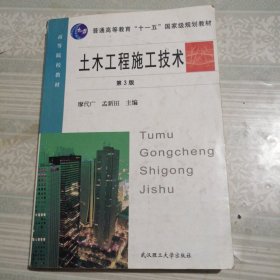 普通高等教育“十一五”国家级规划教材
高等院校教材
土木工程施工技术
第3版
廖代广 孟新田 主编
Tumu
Gongcheng
Shigong
Jishu
武汉理工大学出版社